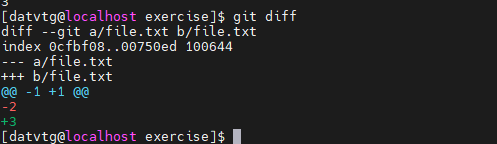 3
[datvtg@localhost exercise]$ git diff
diff --git a/file.txt b/file.txt
index 0cfbf08..00750ed 100644
--- a/file.txt
+++ b/file.txt
@@ -1 +1 @@
-2
+3
[datvtg@localhost exercise]$